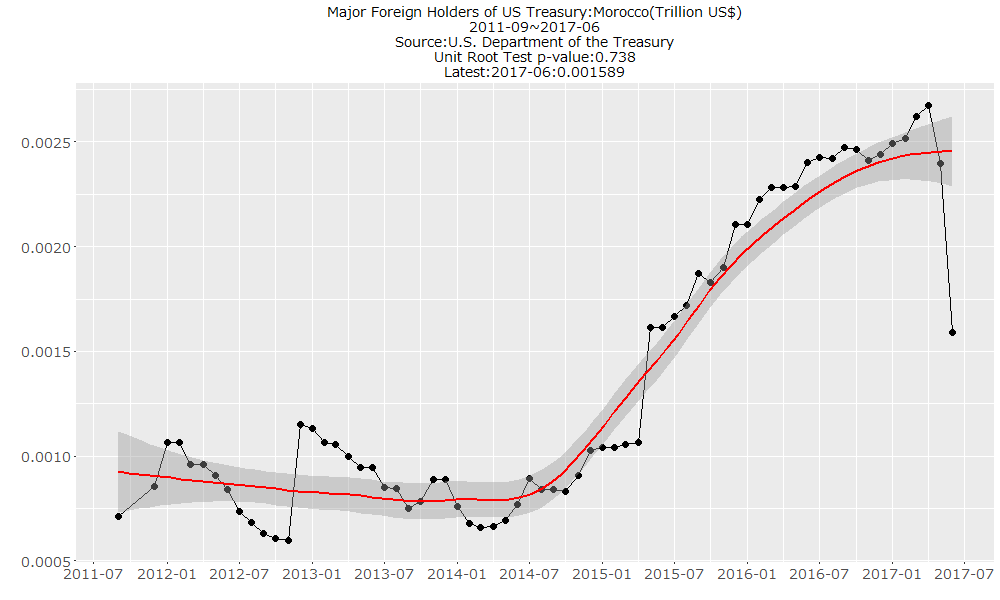 Major Foreign Holders of US Treasury:Morocco(Trillion US$)
2011-09~2017-06
Source:U.S. Department of the Treasury
Unit Root Test p-value:0.738
Latest:2017-06:0.001589
0.0025
0.0020
0.0015
0.0010
0.0005
2011-07 2012-01 2012-07 2013-01 2013-07 2014-01 2014-07 2015-01 2015-07 2016-01 2016-07 2017-01 2017-07